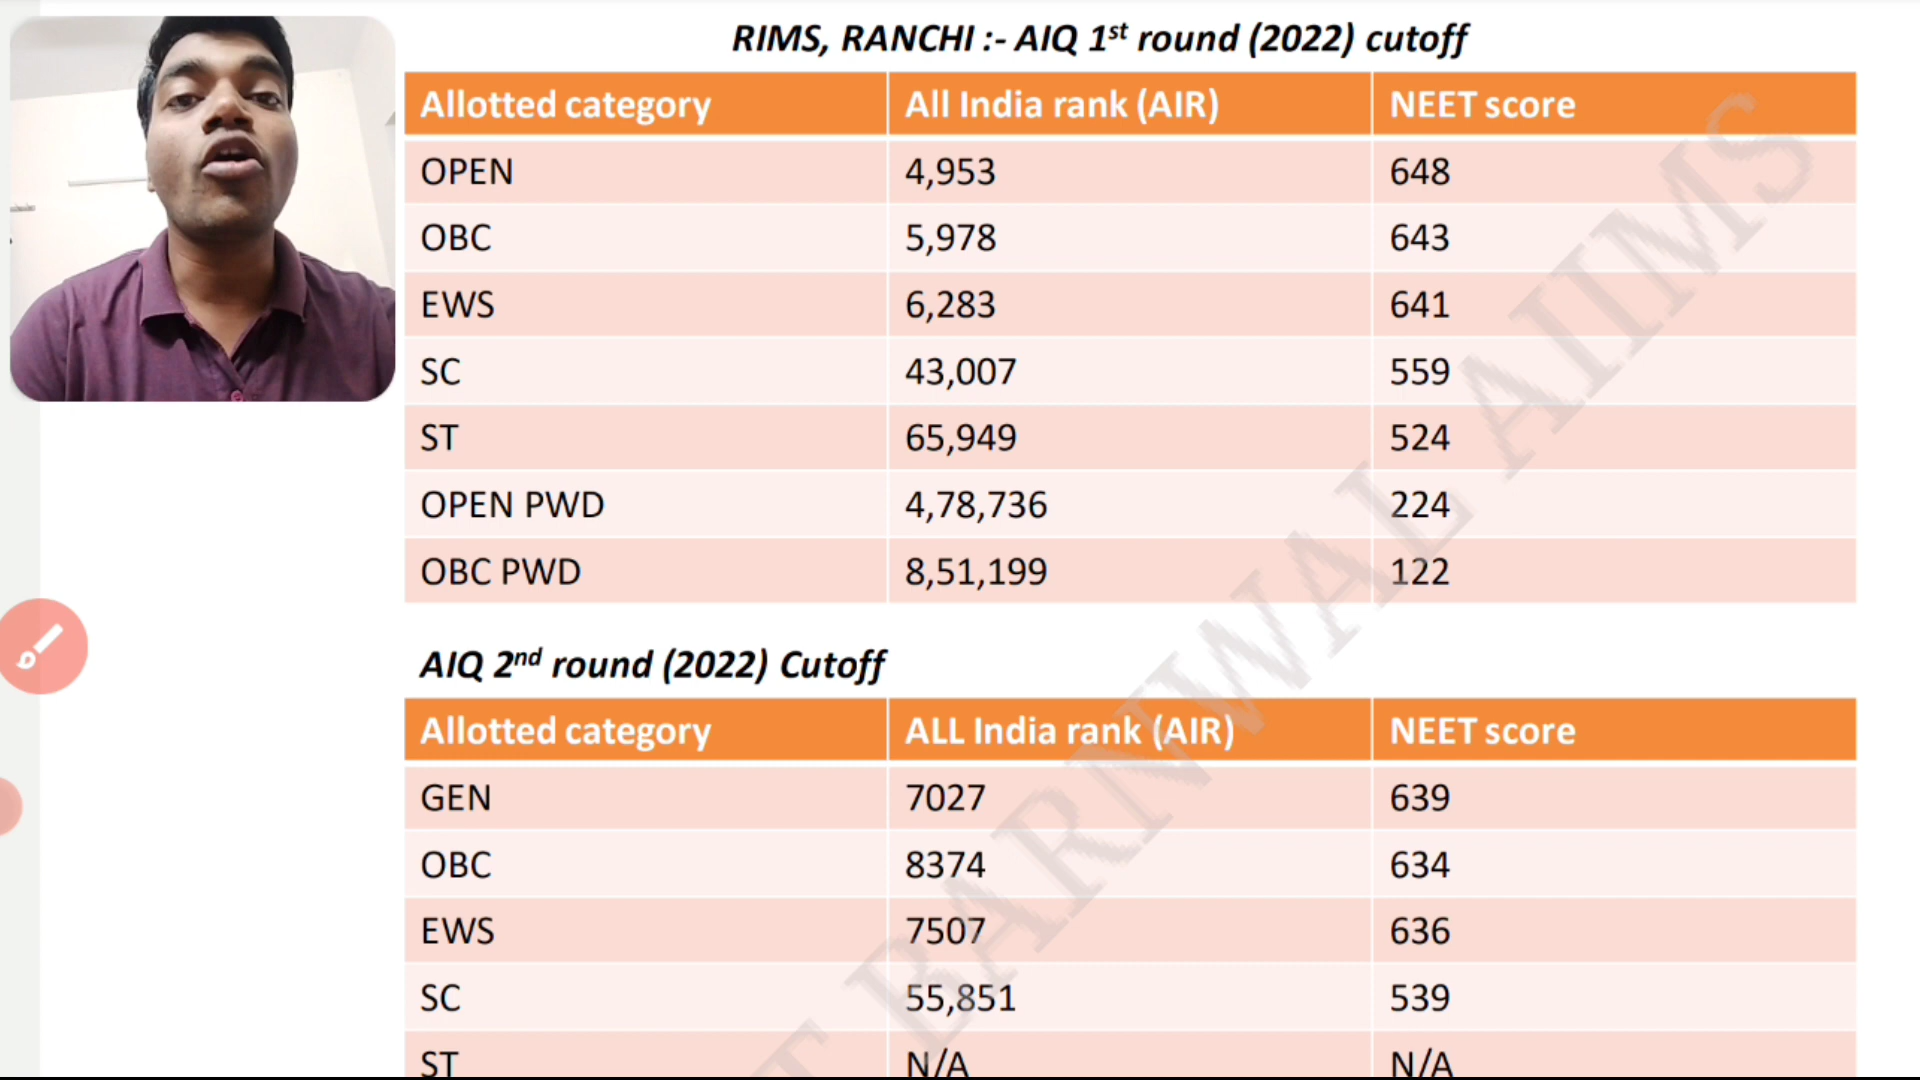 RIMS, RANCHI :- AIQ 1st round (2022) cutoff
Allotted category All India rank (AIR) NEET score
OPEN 4,953 648
OBC 5,978 643
EWS 6,283 641
SC 43,007 559
ST 65,949 524
OPEN PWD 4,78,736 224
OBC PWD 8,51,199 122
AIQ 2nd round (2022) Cutoff
Allotted category ALL India rank (AIR) NEET score
GEN 7027 639
OBC 8374 634
EWS 7507 636
SC 55,851 539
ST N/A N/A
BARNWAL AIIMS